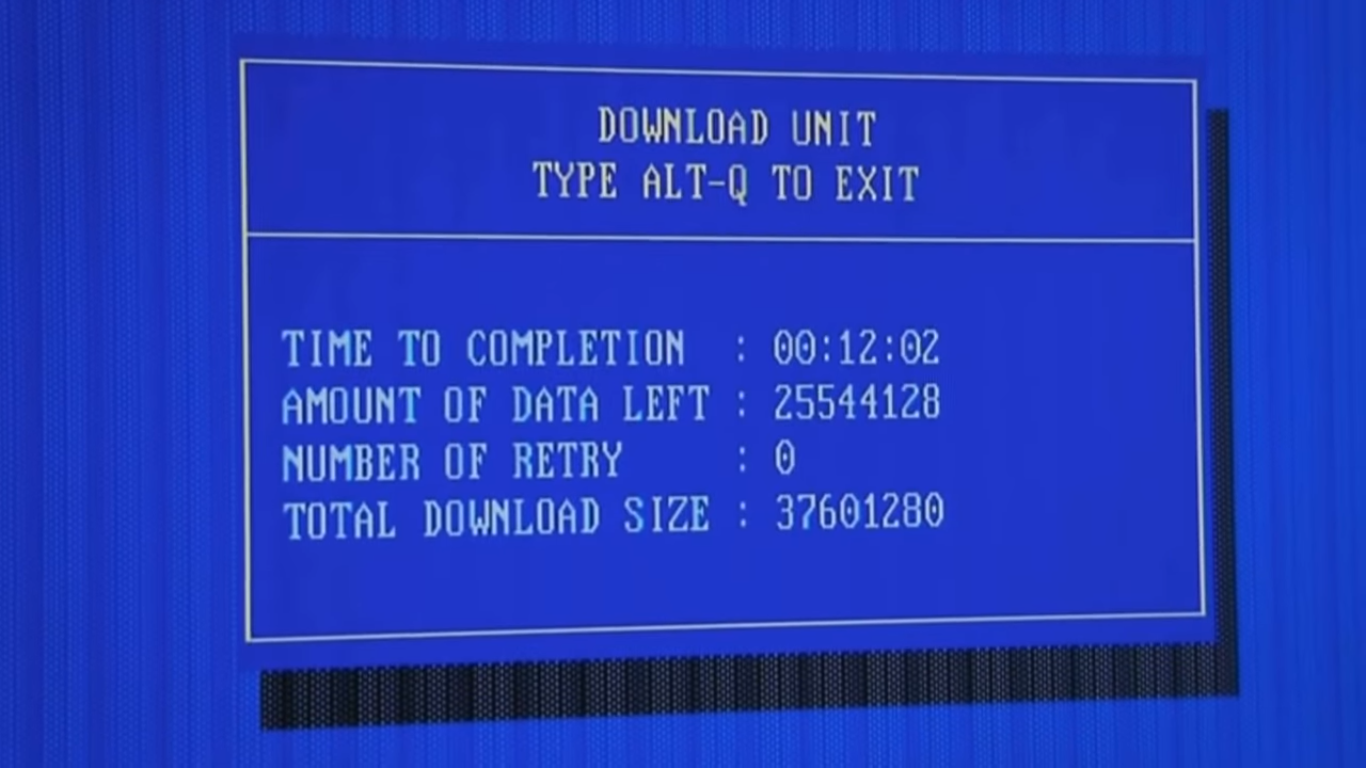 DOWNLOAD UNIT
TYPE ALT-Q TO EXIT
TIME TO COMPLETION : 00:12:02
AMOUNT OF DATA LEFT : 25544128
NUMBER OF RETRY : 0
TOTAL DOWNLOAD SIZE : 37601280